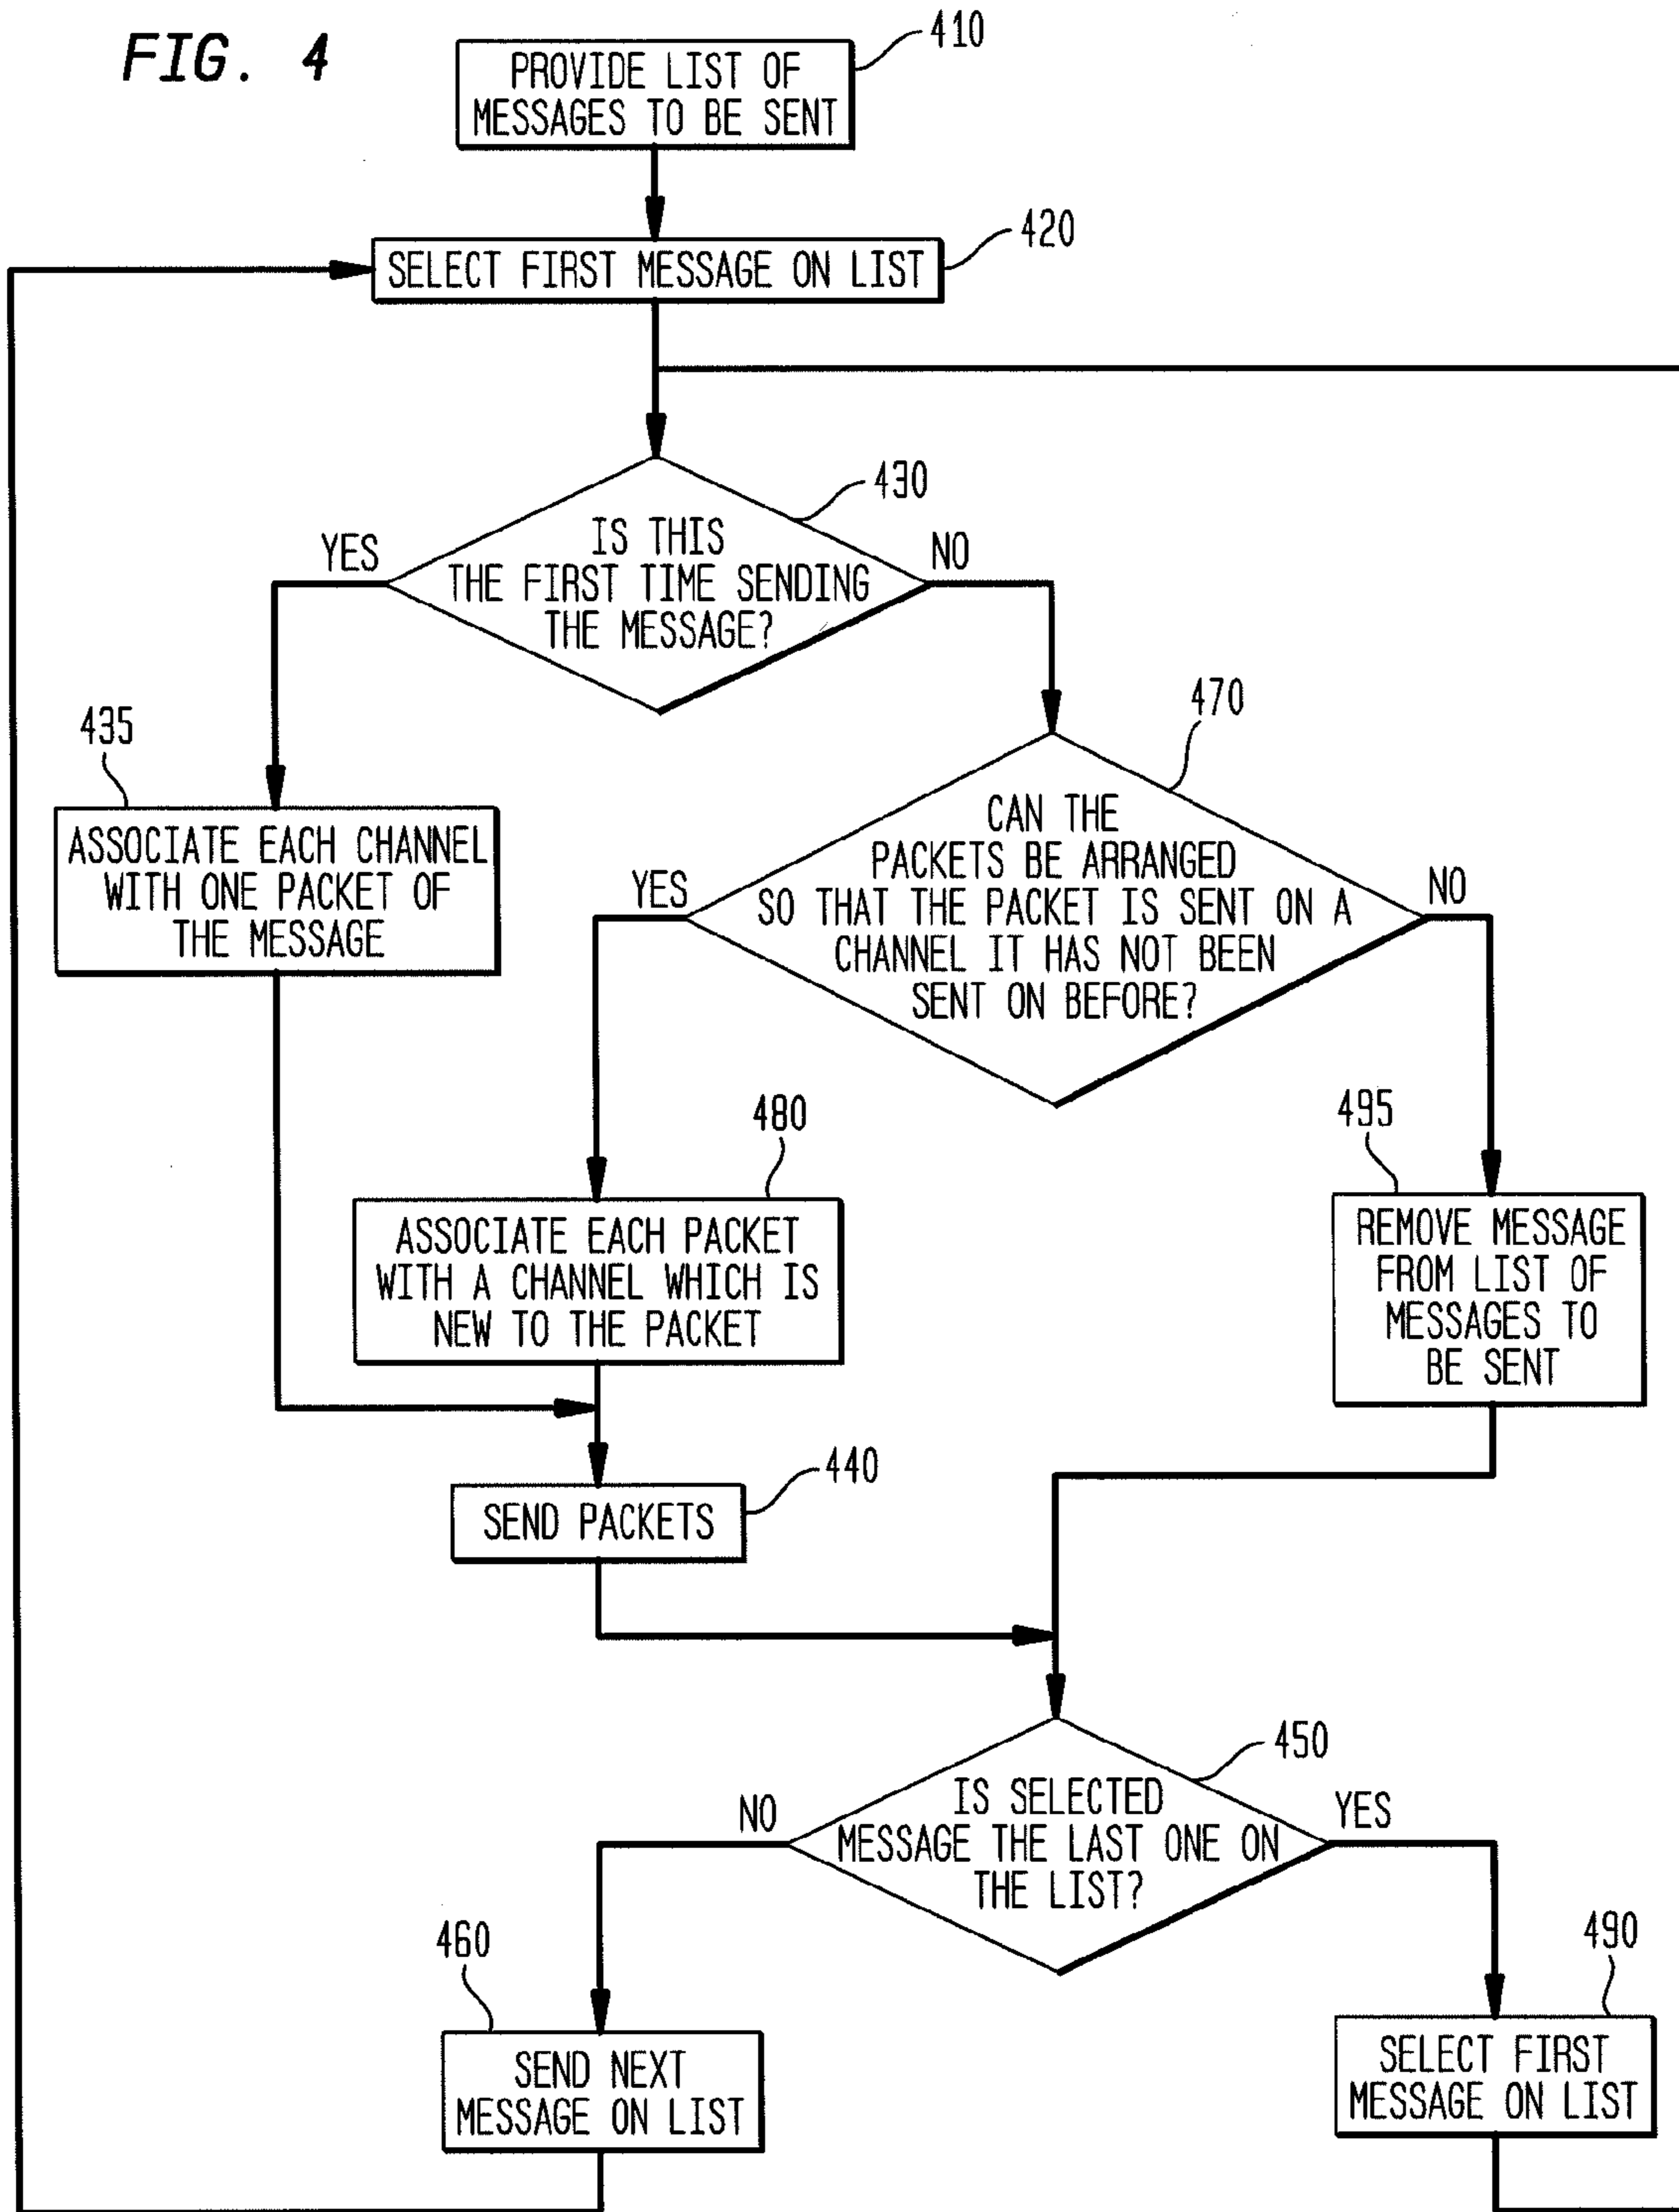 FIG. 4
410
PROVIDE LIST OF
MESSAGES TO BE SENT
420
SELECT FIRST MESSAGE ON LIST
430
IS THIS
THE FIRST TIME SENDING
THE MESSAGE?
YES
NO
435
ASSOCIATE EACH CHANNEL
WITH ONE PACKET OF
THE MESSAGE
470
CAN THE
PACKETS BE ARRANGED
SO THAT THE PACKET IS SENT ON A
CHANNEL IT HAS NOT BEEN
SENT ON BEFORE?
YES
NO
480
ASSOCIATE EACH PACKET
WITH A CHANNEL WHICH IS
NEW TO THE PACKET
495
REMOVE MESSAGE
FROM LIST OF
MESSAGES TO
BE SENT
440
SEND PACKETS
450
IS SELECTED
MESSAGE THE LAST ONE ON
THE LIST?
NO
YES
460
SEND NEXT
MESSAGE ON LIST
490
SELECT FIRST
MESSAGE ON LIST